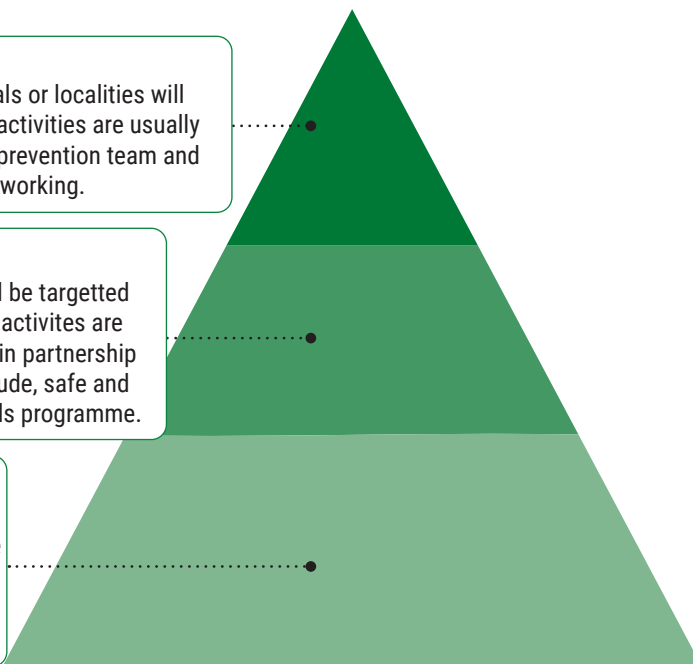 als or localities will
activities are usually
prevention team and
working.
be targetted
activites are
in partnership
ude, safe and
ls programme.